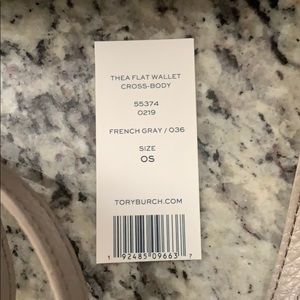 THEA FLAT WALLET
CROSS-BODY
55374
0219
FRENCH GRAY / 036
SIZE
OS
TORYBURCH.COM
1 92485 09663 7